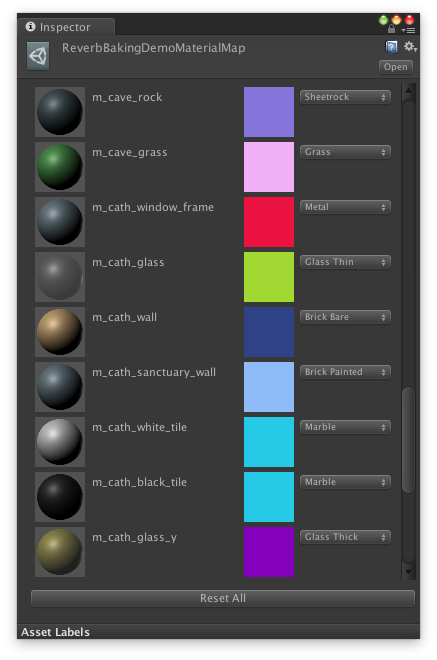 Inspector
ReverbBakingDemoMaterialMap
Open
m_cave_rock Sheetrock
m_cave_grass Grass
m_cath_window_frame Metal
m_cath_glass Glass Thin
m_cath_wall Brick Bare
m_cath_sanctuary_wall Brick Painted
m_cath_white_tile Marble
m_cath_black_tile Marble
m_cath_glass_y Glass Thick
Reset All
Asset Labels